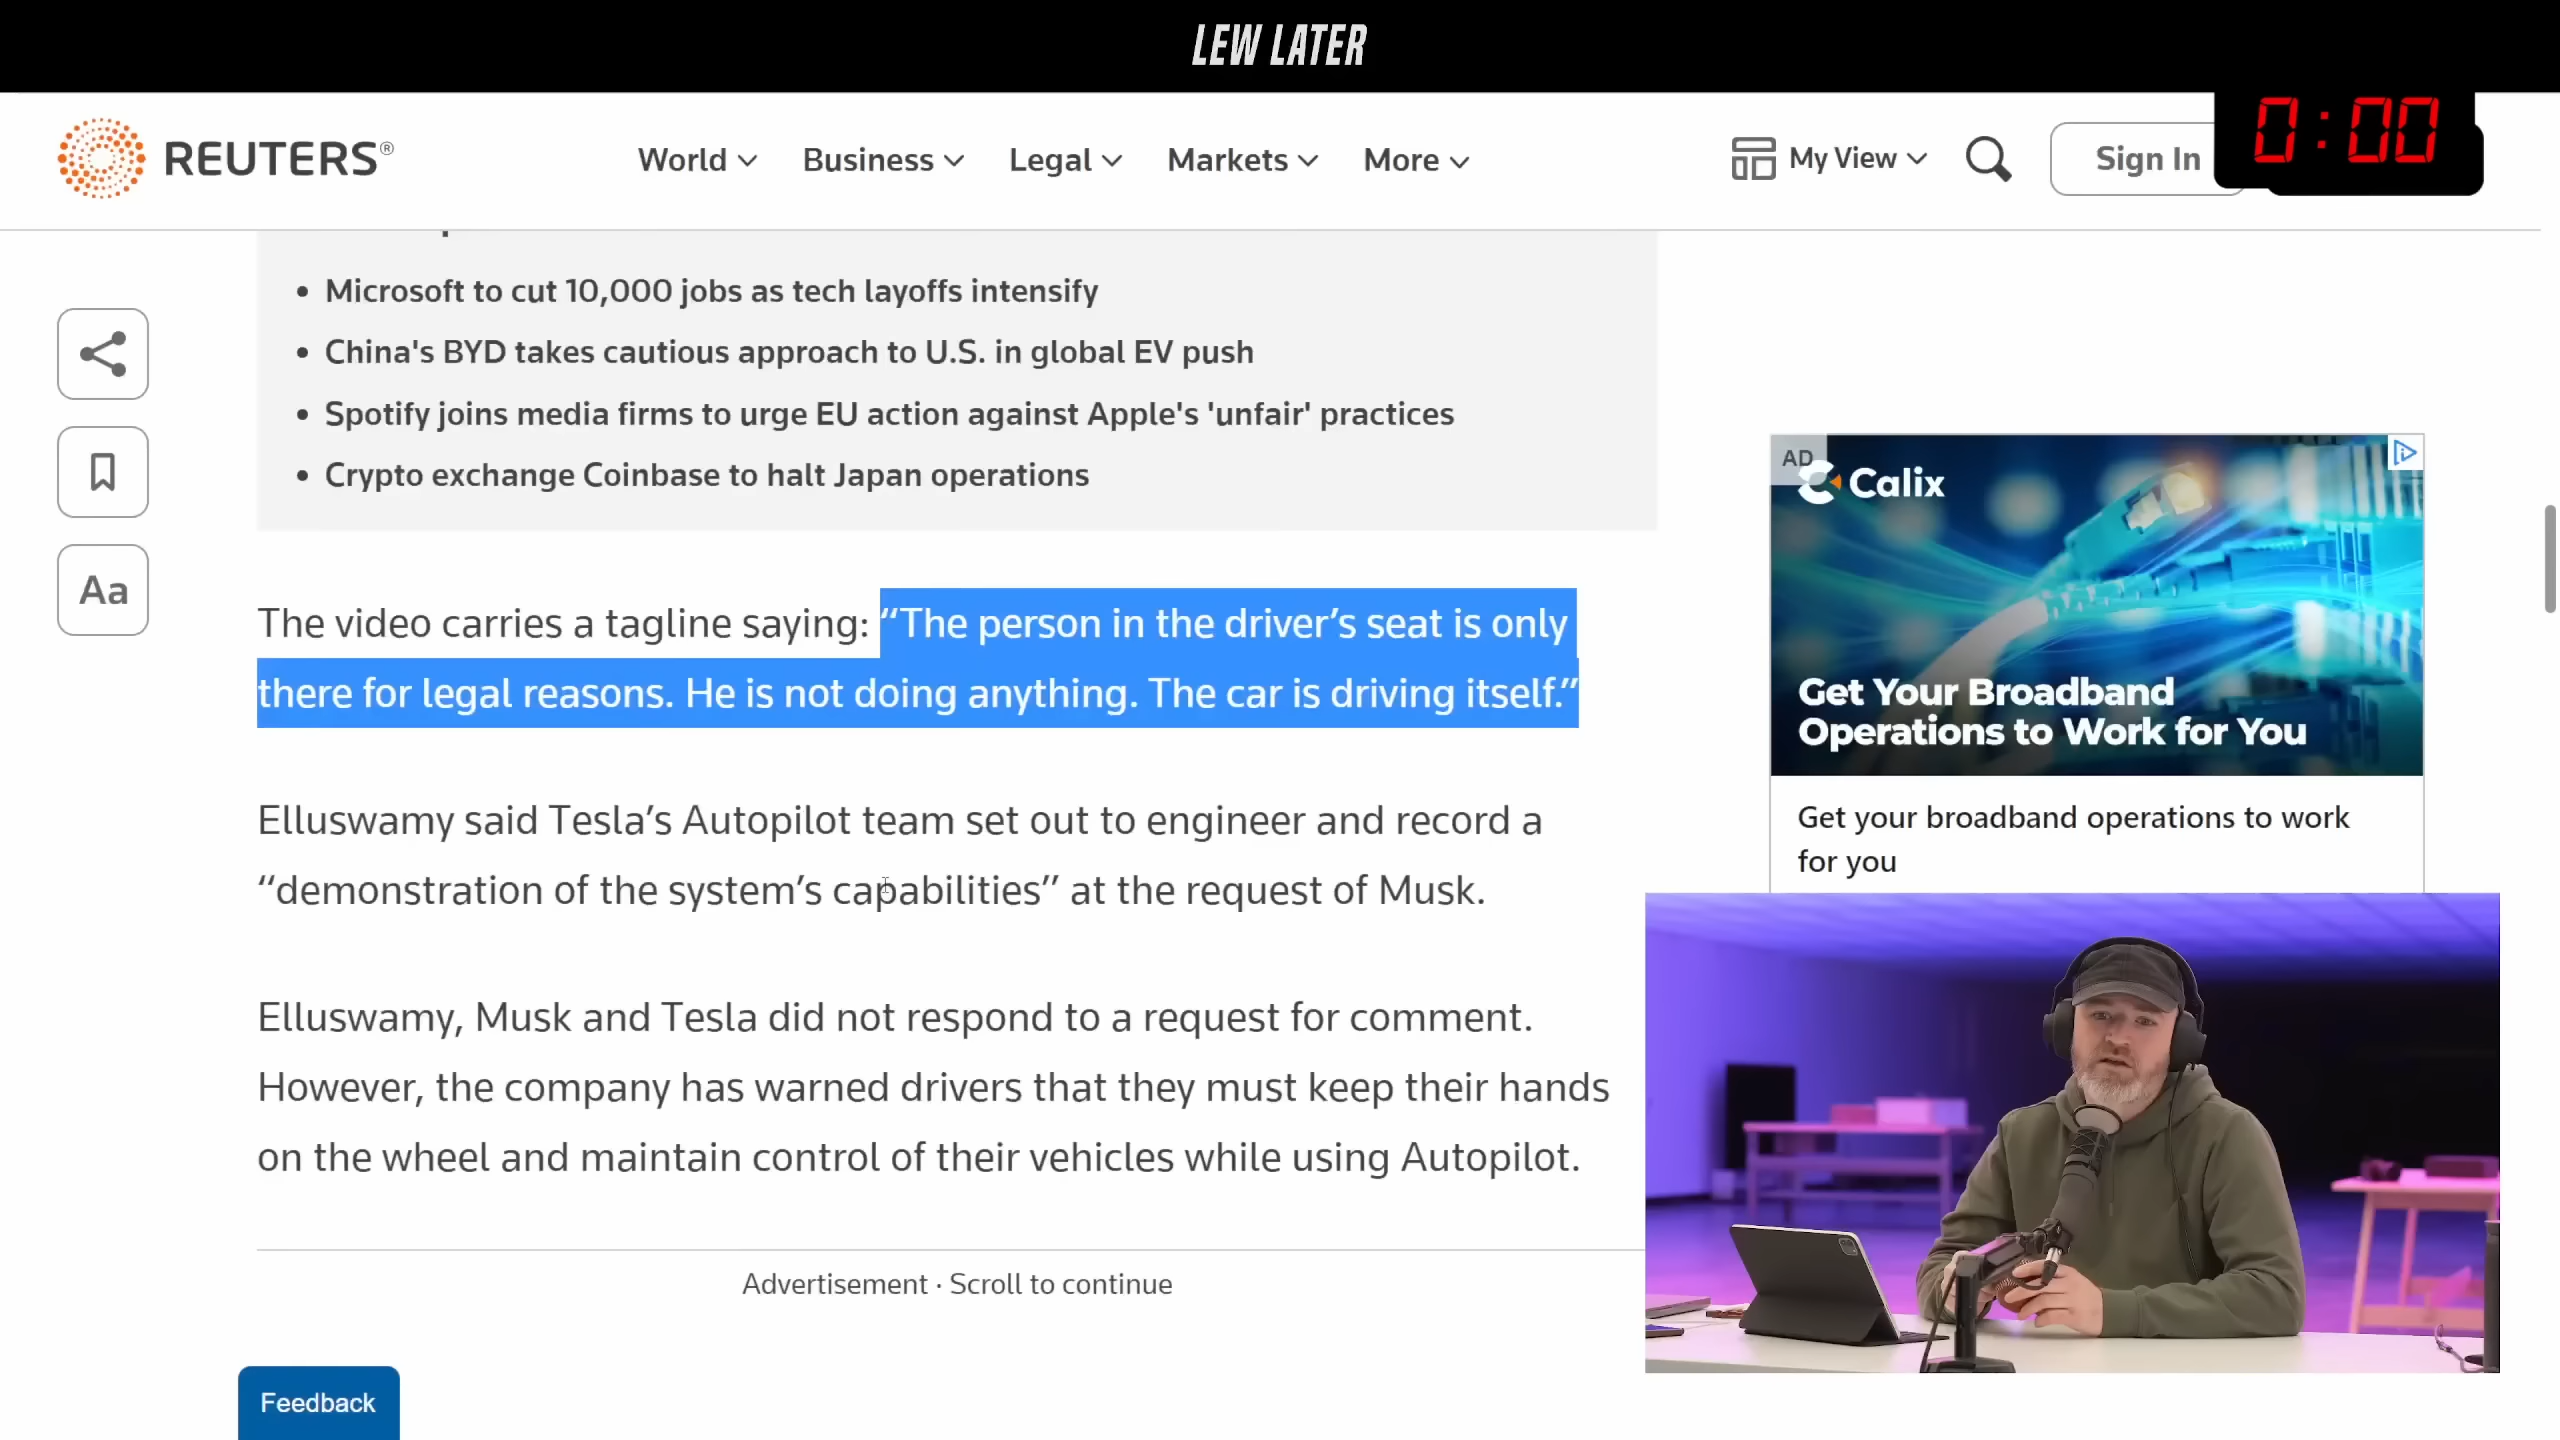 LEW LATER
REUTERS®
World
Business
Legal
Markets
More
My View
Sign In
0:00
Microsoft to cut 10,000 jobs as tech layoffs intensify
China's BYD takes cautious approach to U.S. in global EV push
Spotify joins media firms to urge EU action against Apple's 'unfair' practices
Crypto exchange Coinbase to halt Japan operations
Aa
The video carries a tagline saying: “The person in the driver’s seat is only
there for legal reasons. He is not doing anything. The car is driving itself.”
Elluswamy said Tesla’s Autopilot team set out to engineer and record a
“demonstration of the system’s capabilities” at the request of Musk.
Elluswamy, Musk and Tesla did not respond to a request for comment.
However, the company has warned drivers that they must keep their hands
on the wheel and maintain control of their vehicles while using Autopilot.
Advertisement · Scroll to continue
Feedback
AD
Calix
Get Your Broadband
Operations to Work for You
Get your broadband operations to work
for you